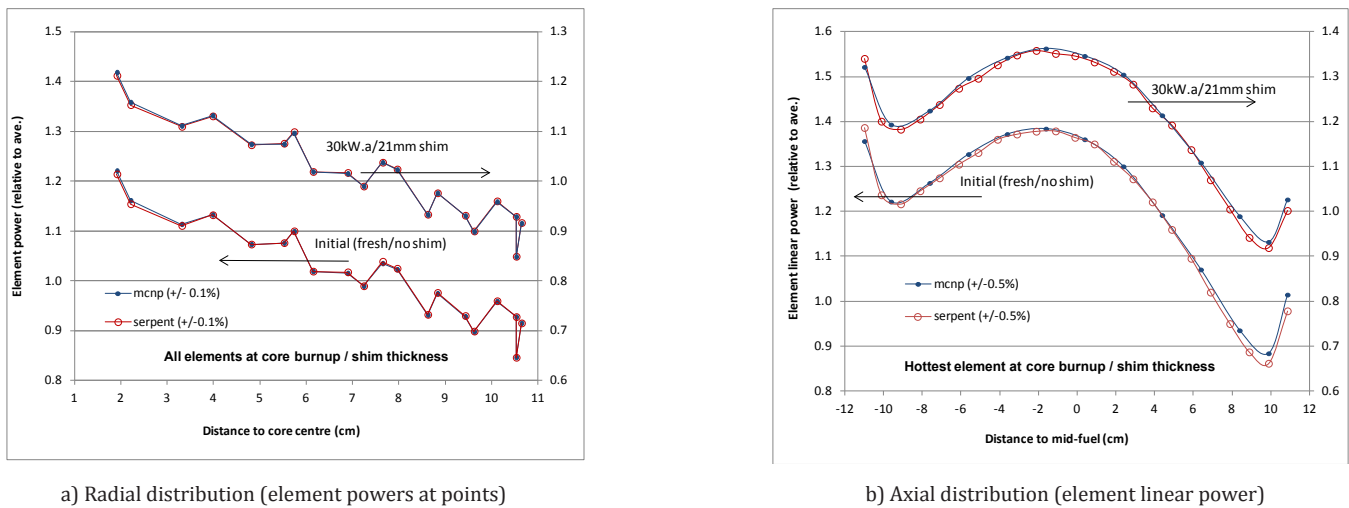 1.5
1.4
1.3
1.2
1.1
1.0
0.9
0.8
Element power (relative to ave.)
1.3
1.2
1.1
1.0
0.9
0.8
0.7
0.6
30kW.a/21mm shim
Initial (fresh/no shim)
mcnp (+/- 0.1%)
serpent (+/-0.1%)
All elements at core burnup / shim thickness
1 2 3 4 5 6 7 8 9 10 11
Distance to core centre (cm)
a) Radial distribution (element powers at points)
1.6
1.5
1.4
1.3
1.2
1.1
1.0
0.9
0.8
Element linear power (relative to ave.)
1.4
1.3
1.2
1.1
1.0
0.9
0.8
0.7
0.6
30kW.a/21mm shim
Initial (fresh/no shim)
mcnp (+/-0.5%)
serpent (+/-0.5%)
Hottest element at core burnup / shim thickness
-12 -10 -8 -6 -4 -2 0 2 4 6 8 10 12
Distance to mid-fuel (cm)
b) Axial distribution (element linear power)